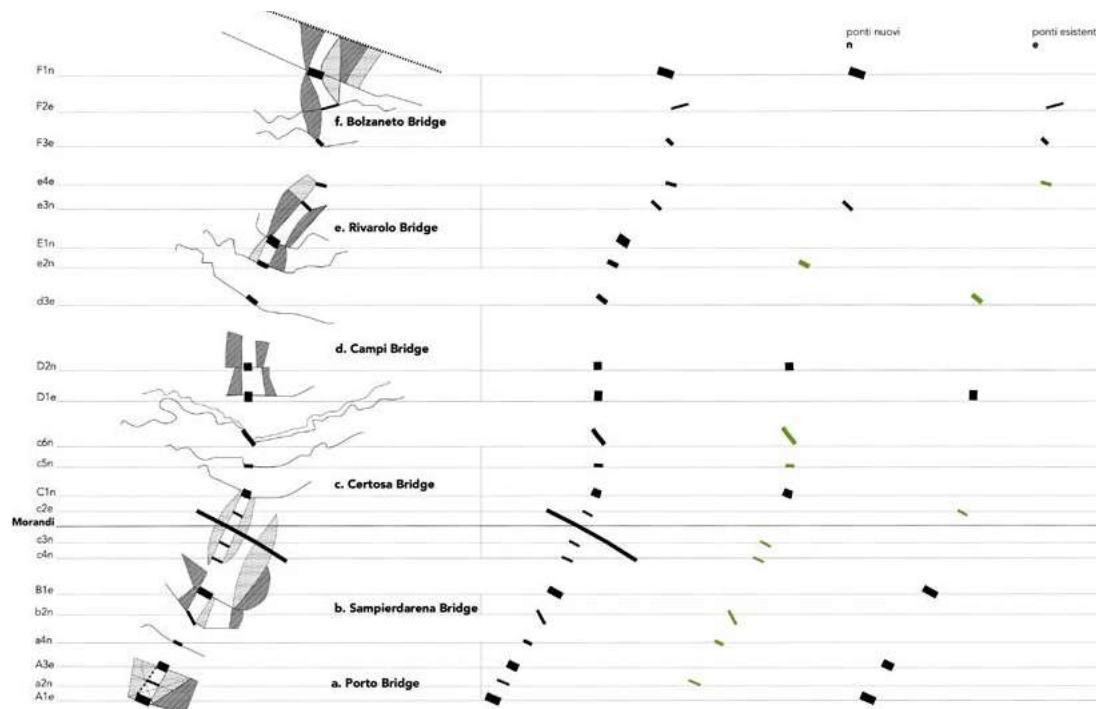 ponti nuovi
n
ponti esistent
e
F1n
F2e
f. Bolzaneto Bridge
F3e
e4e
e3n
e. Rivarolo Bridge
E1n
e2n
d3e
d. Campi Bridge
D2n
D1e
c6n
c5n
c. Certosa Bridge
C1n
c2e
Morandi
c3n
c4n
B1e
b. Sampierdarena Bridge
b2n
a4n
A3e
a. Porto Bridge
a2n
A1e